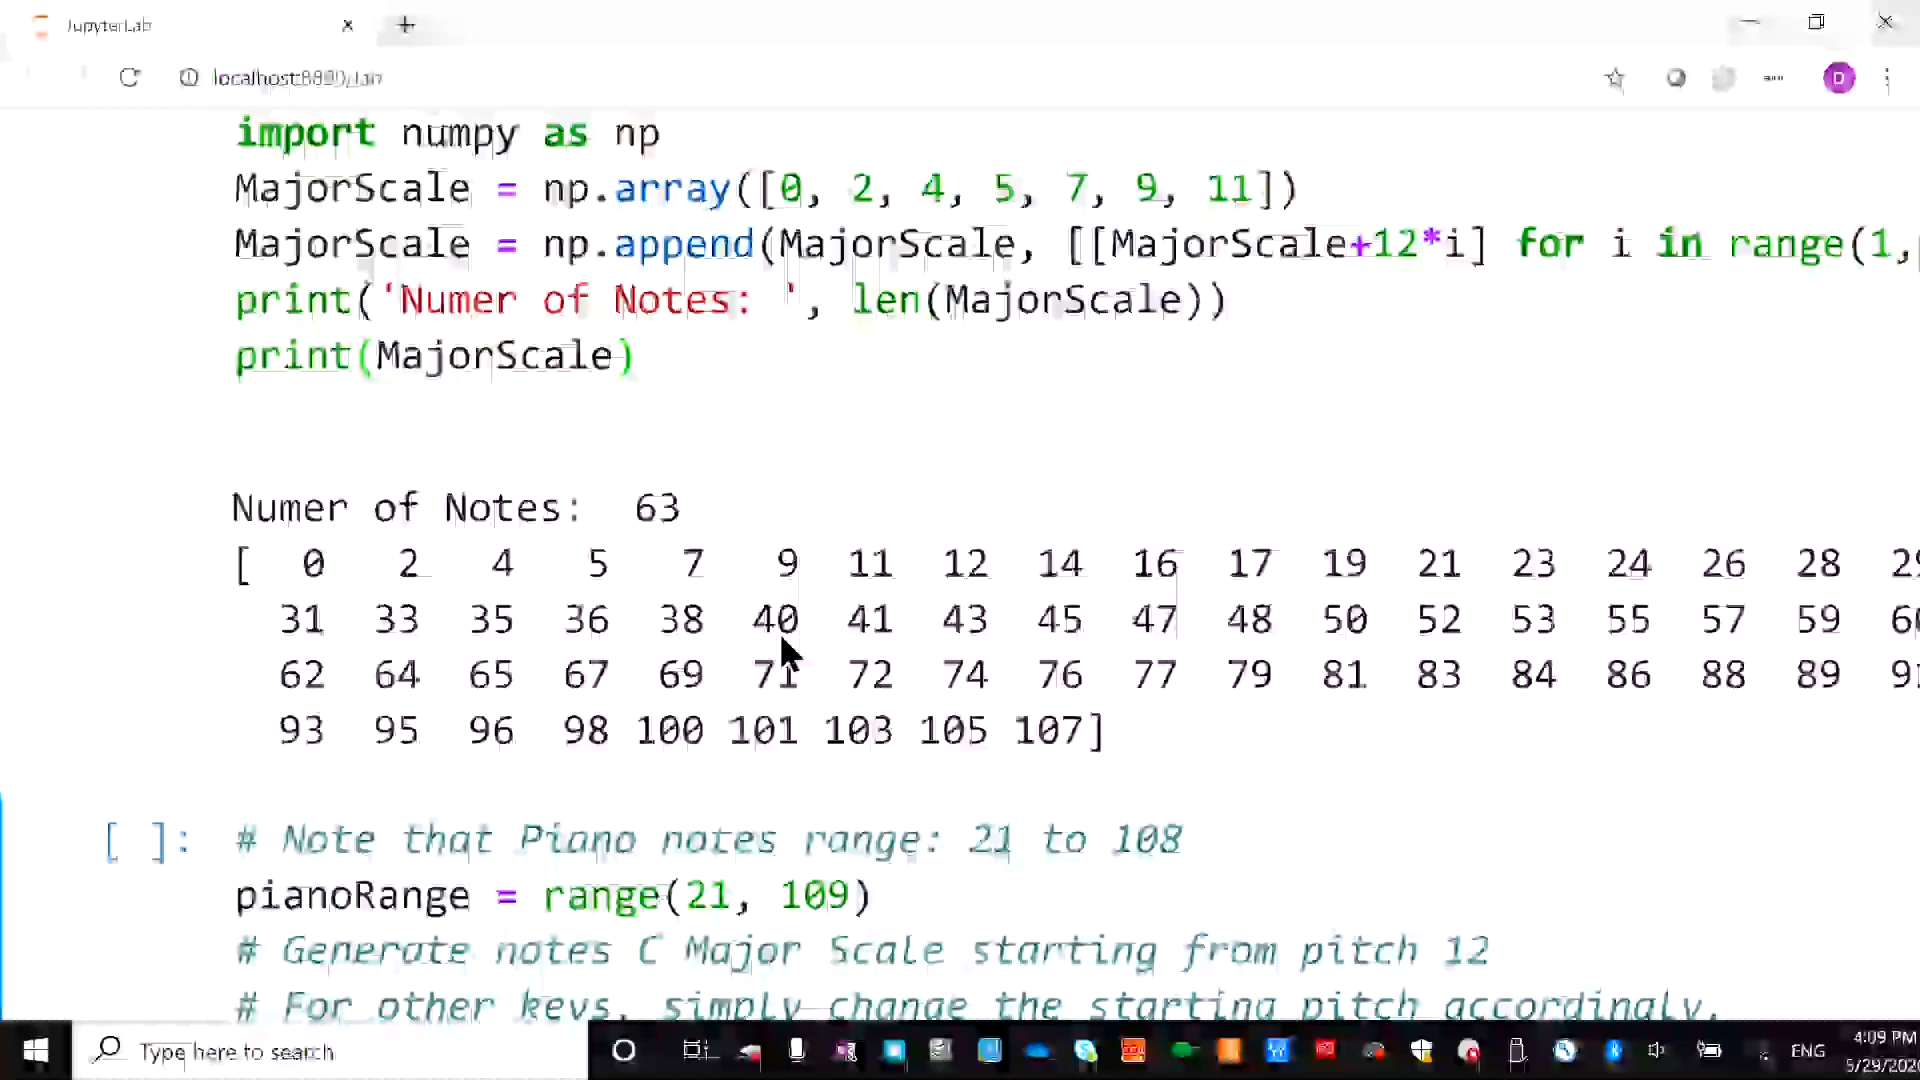 JupyterLab
import numpy as np
MajorScale = np.array([0, 2, 4, 5, 7, 9, 11])
MajorScale = np.append(MajorScale, [[MajorScale+12*i] for i in range(1,
print('Numer of Notes: ', len(MajorScale))
print(MajorScale)
Numer of Notes:  63
[ 0 2 4 5 7 9 11 12 14 16 17 19 21 23 24 26 28 29
31 33 35 36 38 40 41 43 45 47 48 50 52 53 55 57 59 60
62 64 65 67 69 71 72 74 76 77 79 81 83 84 86 88 89 91
93 95 96 98 100 101 103 105 107]
[ ]: # Note that Piano notes range: 21 to 108
pianoRange = range(21, 109)
# Generate notes C Major Scale starting from pitch 12
# For other keys, simply change the starting pitch accordingly.
Type here to search
ENG
4:09 PM
5/29/202
D